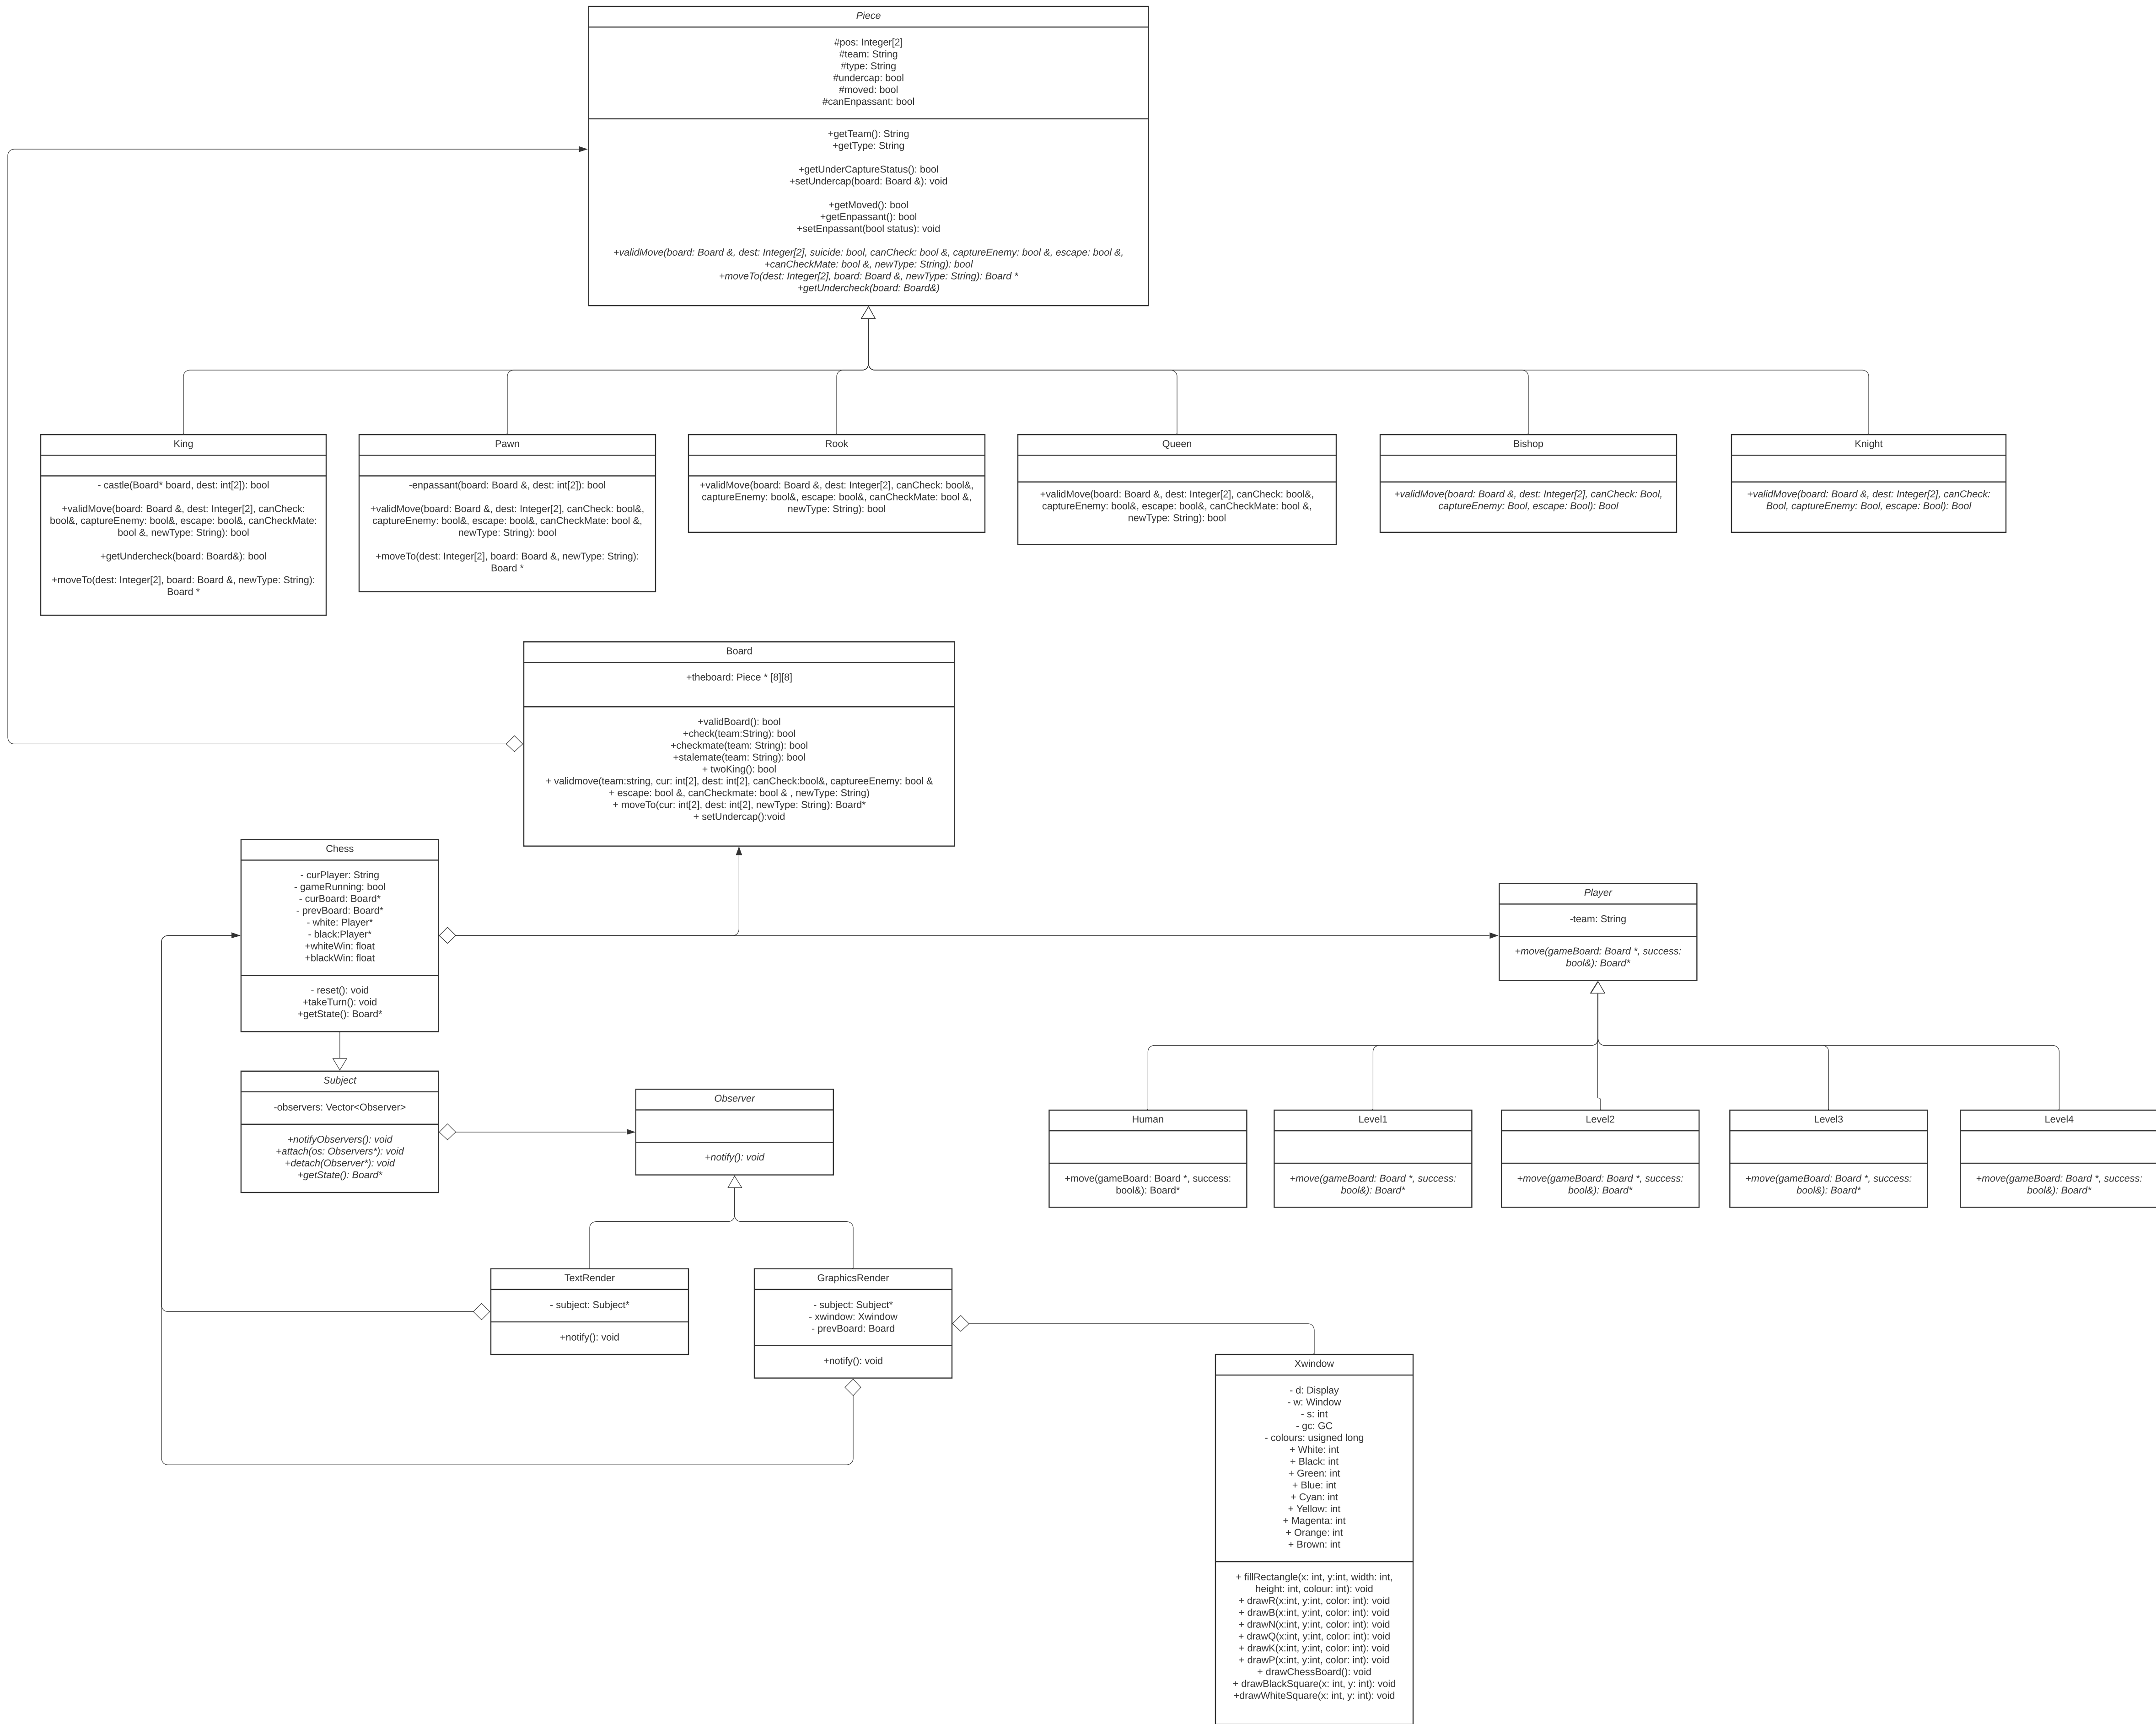 Piece
#pos: Integer[2]
#team: String
#type: String
#undercap: bool
#moved: bool
#canEnpassant: bool
+getTeam(): String
+getType: String
+getUnderCaptureStatus(): bool
+setUndercap(board: Board &): void
+getMoved(): bool
+getEnpassant(): bool
+setEnpassant(bool status): void
+validMove(board: Board &, dest: Integer[2], suicide: bool, canCheck: bool &, captureEnemy: bool &, escape: bool &,
+canCheckMate: bool &, newType: String): bool
+moveTo(dest: Integer[2], board: Board &, newType: String): Board *
+getUndercheck(board: Board&)
King
- castle(Board* board, dest: int[2]): bool
+validMove(board: Board &, dest: Integer[2], canCheck:
bool&, captureEnemy: bool&, escape: bool&, canCheckMate:
bool &, newType: String): bool
+getUndercheck(board: Board&): bool
+moveTo(dest: Integer[2], board: Board &, newType: String):
Board *
Pawn
-enpassant(board: Board &, dest: int[2]): bool
+validMove(board: Board &, dest: Integer[2], canCheck: bool&,
captureEnemy: bool&, escape: bool&, canCheckMate: bool &,
newType: String): bool
+moveTo(dest: Integer[2], board: Board &, newType: String):
Board *
Rook
+validMove(board: Board &, dest: Integer[2], canCheck: bool&,
captureEnemy: bool&, escape: bool&, canCheckMate: bool &,
newType: String): bool
Queen
+validMove(board: Board &, dest: Integer[2], canCheck: bool&,
captureEnemy: bool&, escape: bool&, canCheckMate: bool &,
newType: String): bool
Bishop
+validMove(board: Board &, dest: Integer[2], canCheck: Bool,
captureEnemy: Bool, escape: Bool): Bool
Knight
+validMove(board: Board &, dest: Integer[2], canCheck:
Bool, captureEnemy: Bool, escape: Bool): Bool
Board
+theboard: Piece * [8][8]
+validBoard(): bool
+check(team:String): bool
+checkmate(team: String): bool
+stalemate(team: String): bool
+ twoKing(): bool
+ validmove(team:string, cur: int[2], dest: int[2], canCheck:bool&, captureeEnemy: bool &
+ escape: bool &, canCheckmate: bool & , newType: String)
+ moveTo(cur: int[2], dest: int[2], newType: String): Board*
+ setUndercap():void
Chess
- curPlayer: String
- gameRunning: bool
- curBoard: Board*
- prevBoard: Board*
- white: Player*
- black:Player*
+whiteWin: float
+blackWin: float
- reset(): void
+takeTurn(): void
+getState(): Board*
Player
-team: String
+move(gameBoard: Board *, success:
bool&): Board*
Subject
-observers: Vector<Observer>
+notifyObservers(): void
+attach(os: Observers*): void
+detach(Observer*): void
+getState(): Board*
Observer
+notify(): void
Human
+move(gameBoard: Board *, success:
bool&): Board*
Level1
+move(gameBoard: Board *, success:
bool&): Board*
Level2
+move(gameBoard: Board *, success:
bool&): Board*
Level3
+move(gameBoard: Board *, success:
bool&): Board*
Level4
+move(gameBoard: Board *, success:
bool&): Board*
TextRender
- subject: Subject*
+notify(): void
GraphicsRender
- subject: Subject*
- xwindow: Xwindow
- prevBoard: Board
+notify(): void
Xwindow
- d: Display
- w: Window
- s: int
- gc: GC
- colours: usigned long
+ White: int
+ Black: int
+ Green: int
+ Blue: int
+ Cyan: int
+ Yellow: int
+ Magenta: int
+ Orange: int
+ Brown: int
+ fillRectangle(x: int, y:int, width: int,
height: int, colour: int): void
+ drawR(x:int, y:int, color: int): void
+ drawB(x:int, y:int, color: int): void
+ drawN(x:int, y:int, color: int): void
+ drawQ(x:int, y:int, color: int): void
+ drawK(x:int, y:int, color: int): void
+ drawP(x:int, y:int, color: int): void
+ drawChessBoard(): void
+ drawBlackSquare(x: int, y: int): void
+drawWhiteSquare(x: int, y: int): void